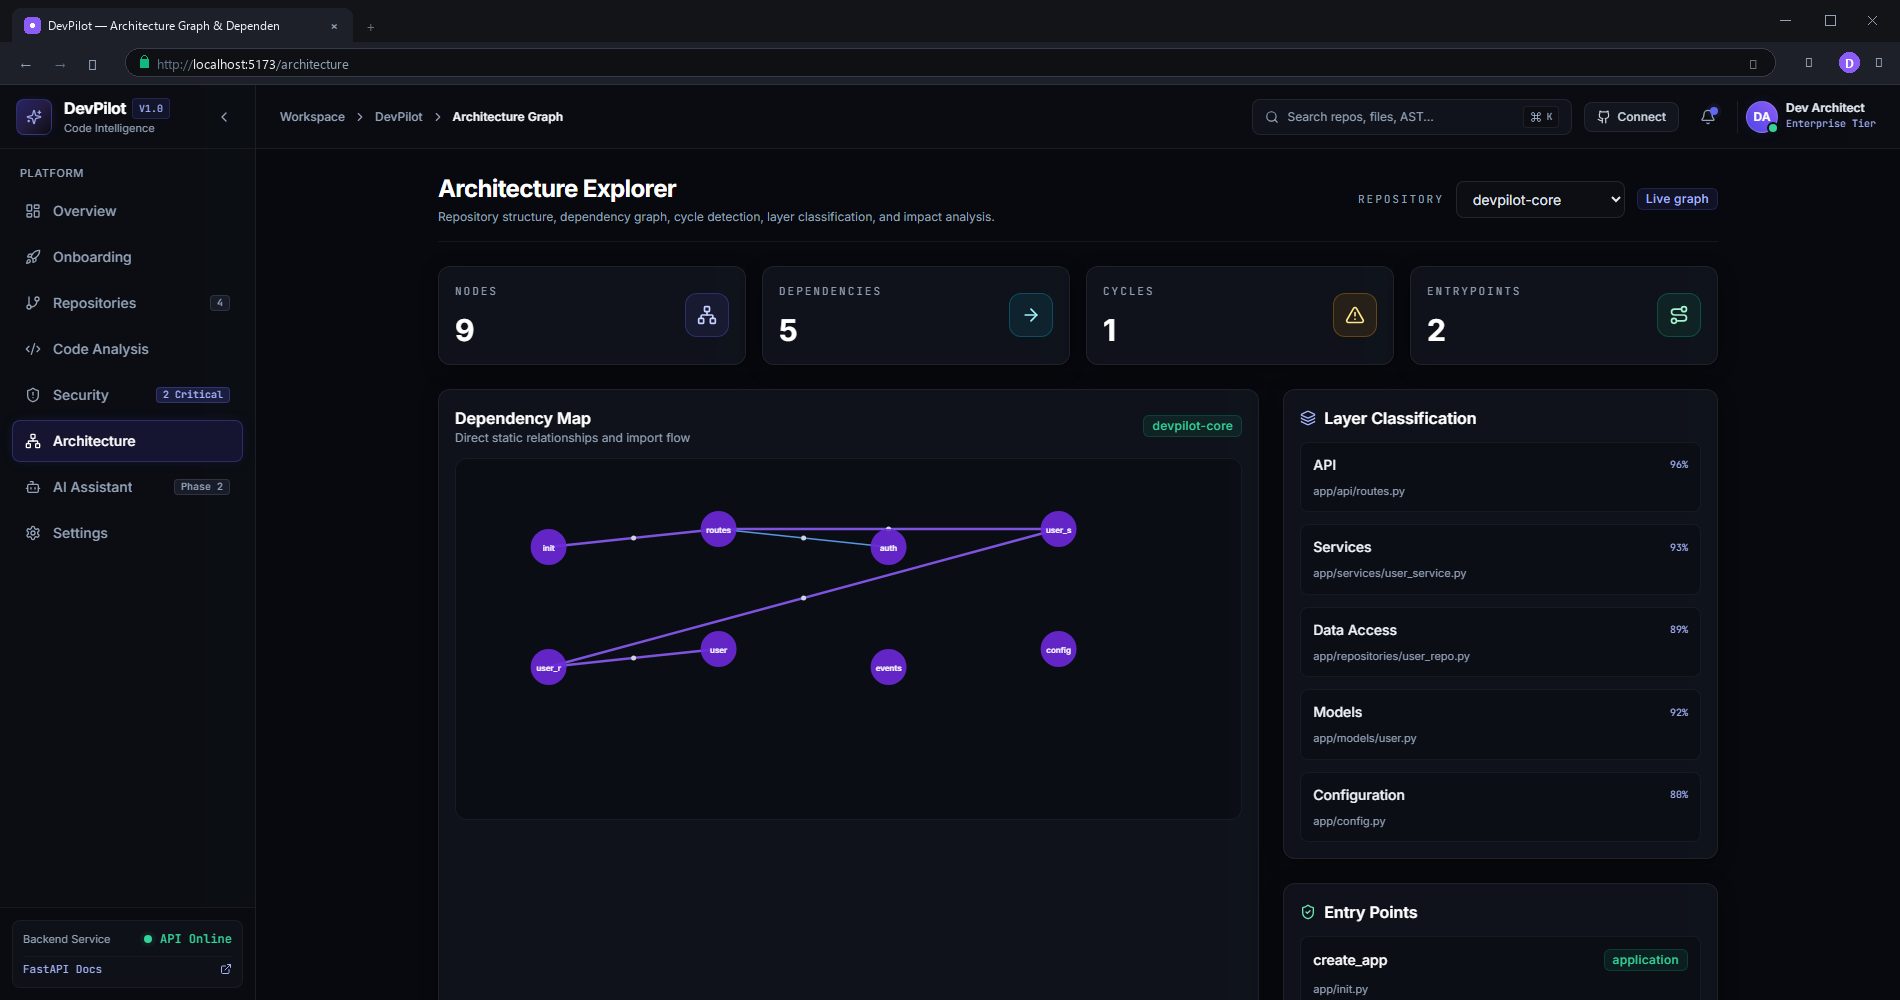 DevPilot — Architecture Graph & Dependen
http://localhost:5173/architecture
D
DevPilot V1.0
Code Intelligence
Workspace > DevPilot > Architecture Graph
Search repos, files, AST... ⌘ K
Connect
DA
Dev Architect
Enterprise Tier
PLATFORM
Overview
Onboarding
Repositories 4
Code Analysis
Security 2 Critical
Architecture
AI Assistant Phase 2
Settings
Backend Service API Online
FastAPI Docs
Architecture Explorer
Repository structure, dependency graph, cycle detection, layer classification, and impact analysis.
REPOSITORY devpilot-core Live graph
NODES
9
DEPENDENCIES
5
CYCLES
1
ENTRYPOINTS
2
Dependency Map
Direct static relationships and import flow
devpilot-core
init
routes
auth
user_s
user_r
user
events
config
Layer Classification
API 96%
app/api/routes.py
Services 93%
app/services/user_service.py
Data Access 89%
app/repositories/user_repo.py
Models 92%
app/models/user.py
Configuration 80%
app/config.py
Entry Points
create_app application
app/init.py